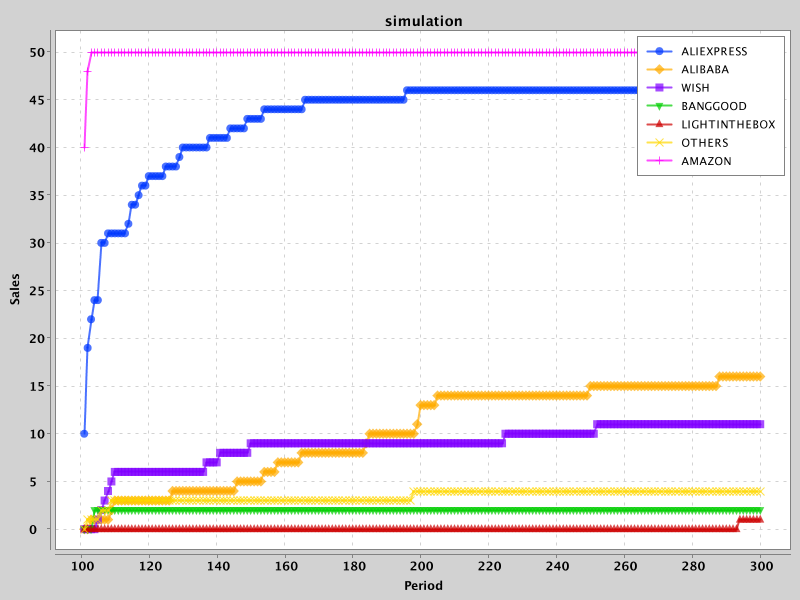 simulation
50
45
40
35
30
25
20
15
10
5
0
Sales
ALIEXPRESS
ALIBABA
WISH
BANGGOOD
LIGHTINTHEBOX
OTHERS
AMAZON
100 120 140 160 180 200 220 240 260 280 300
Period